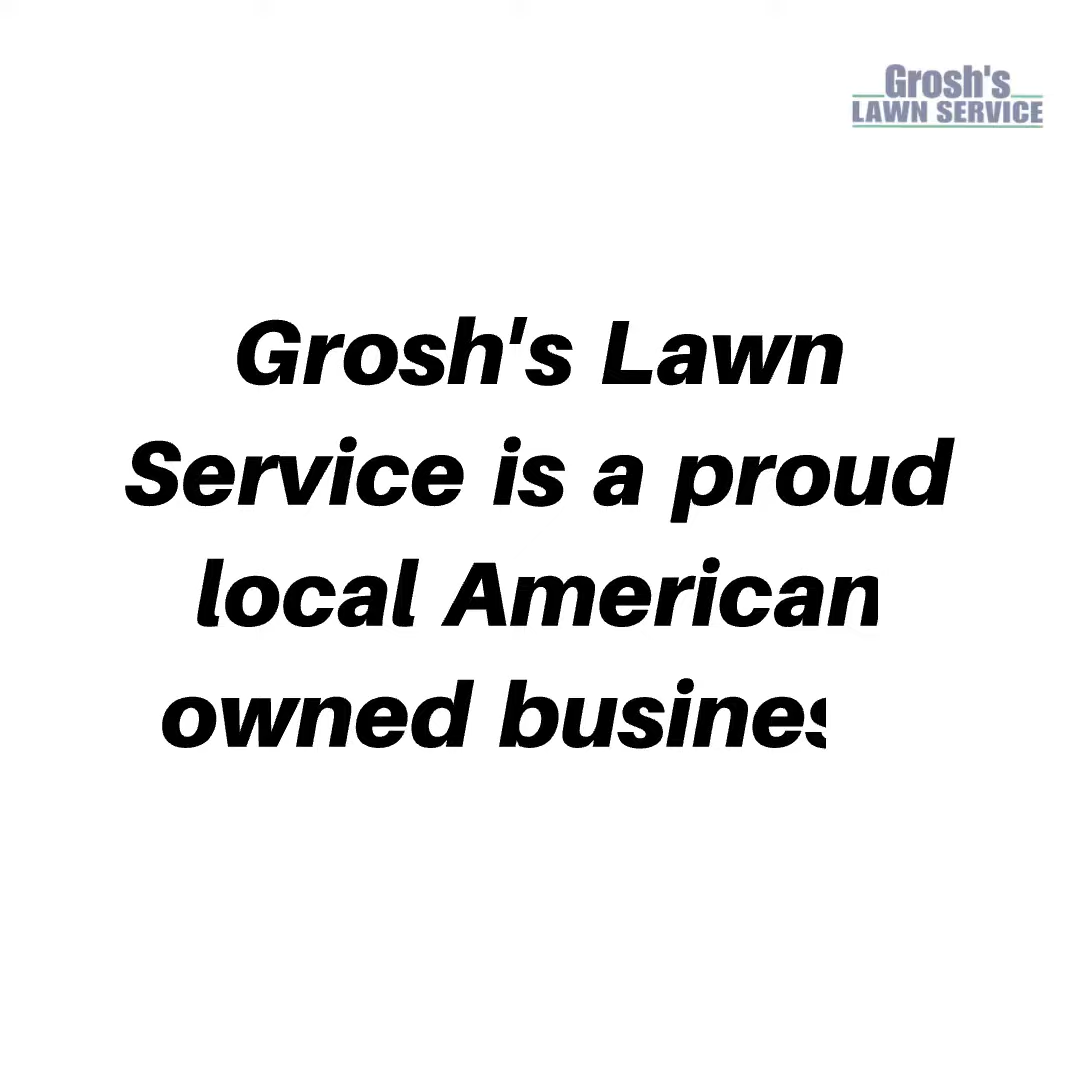 Grosh's
LAWN SERVICE
Grosh's Lawn
Service is a proud
local American
owned busines